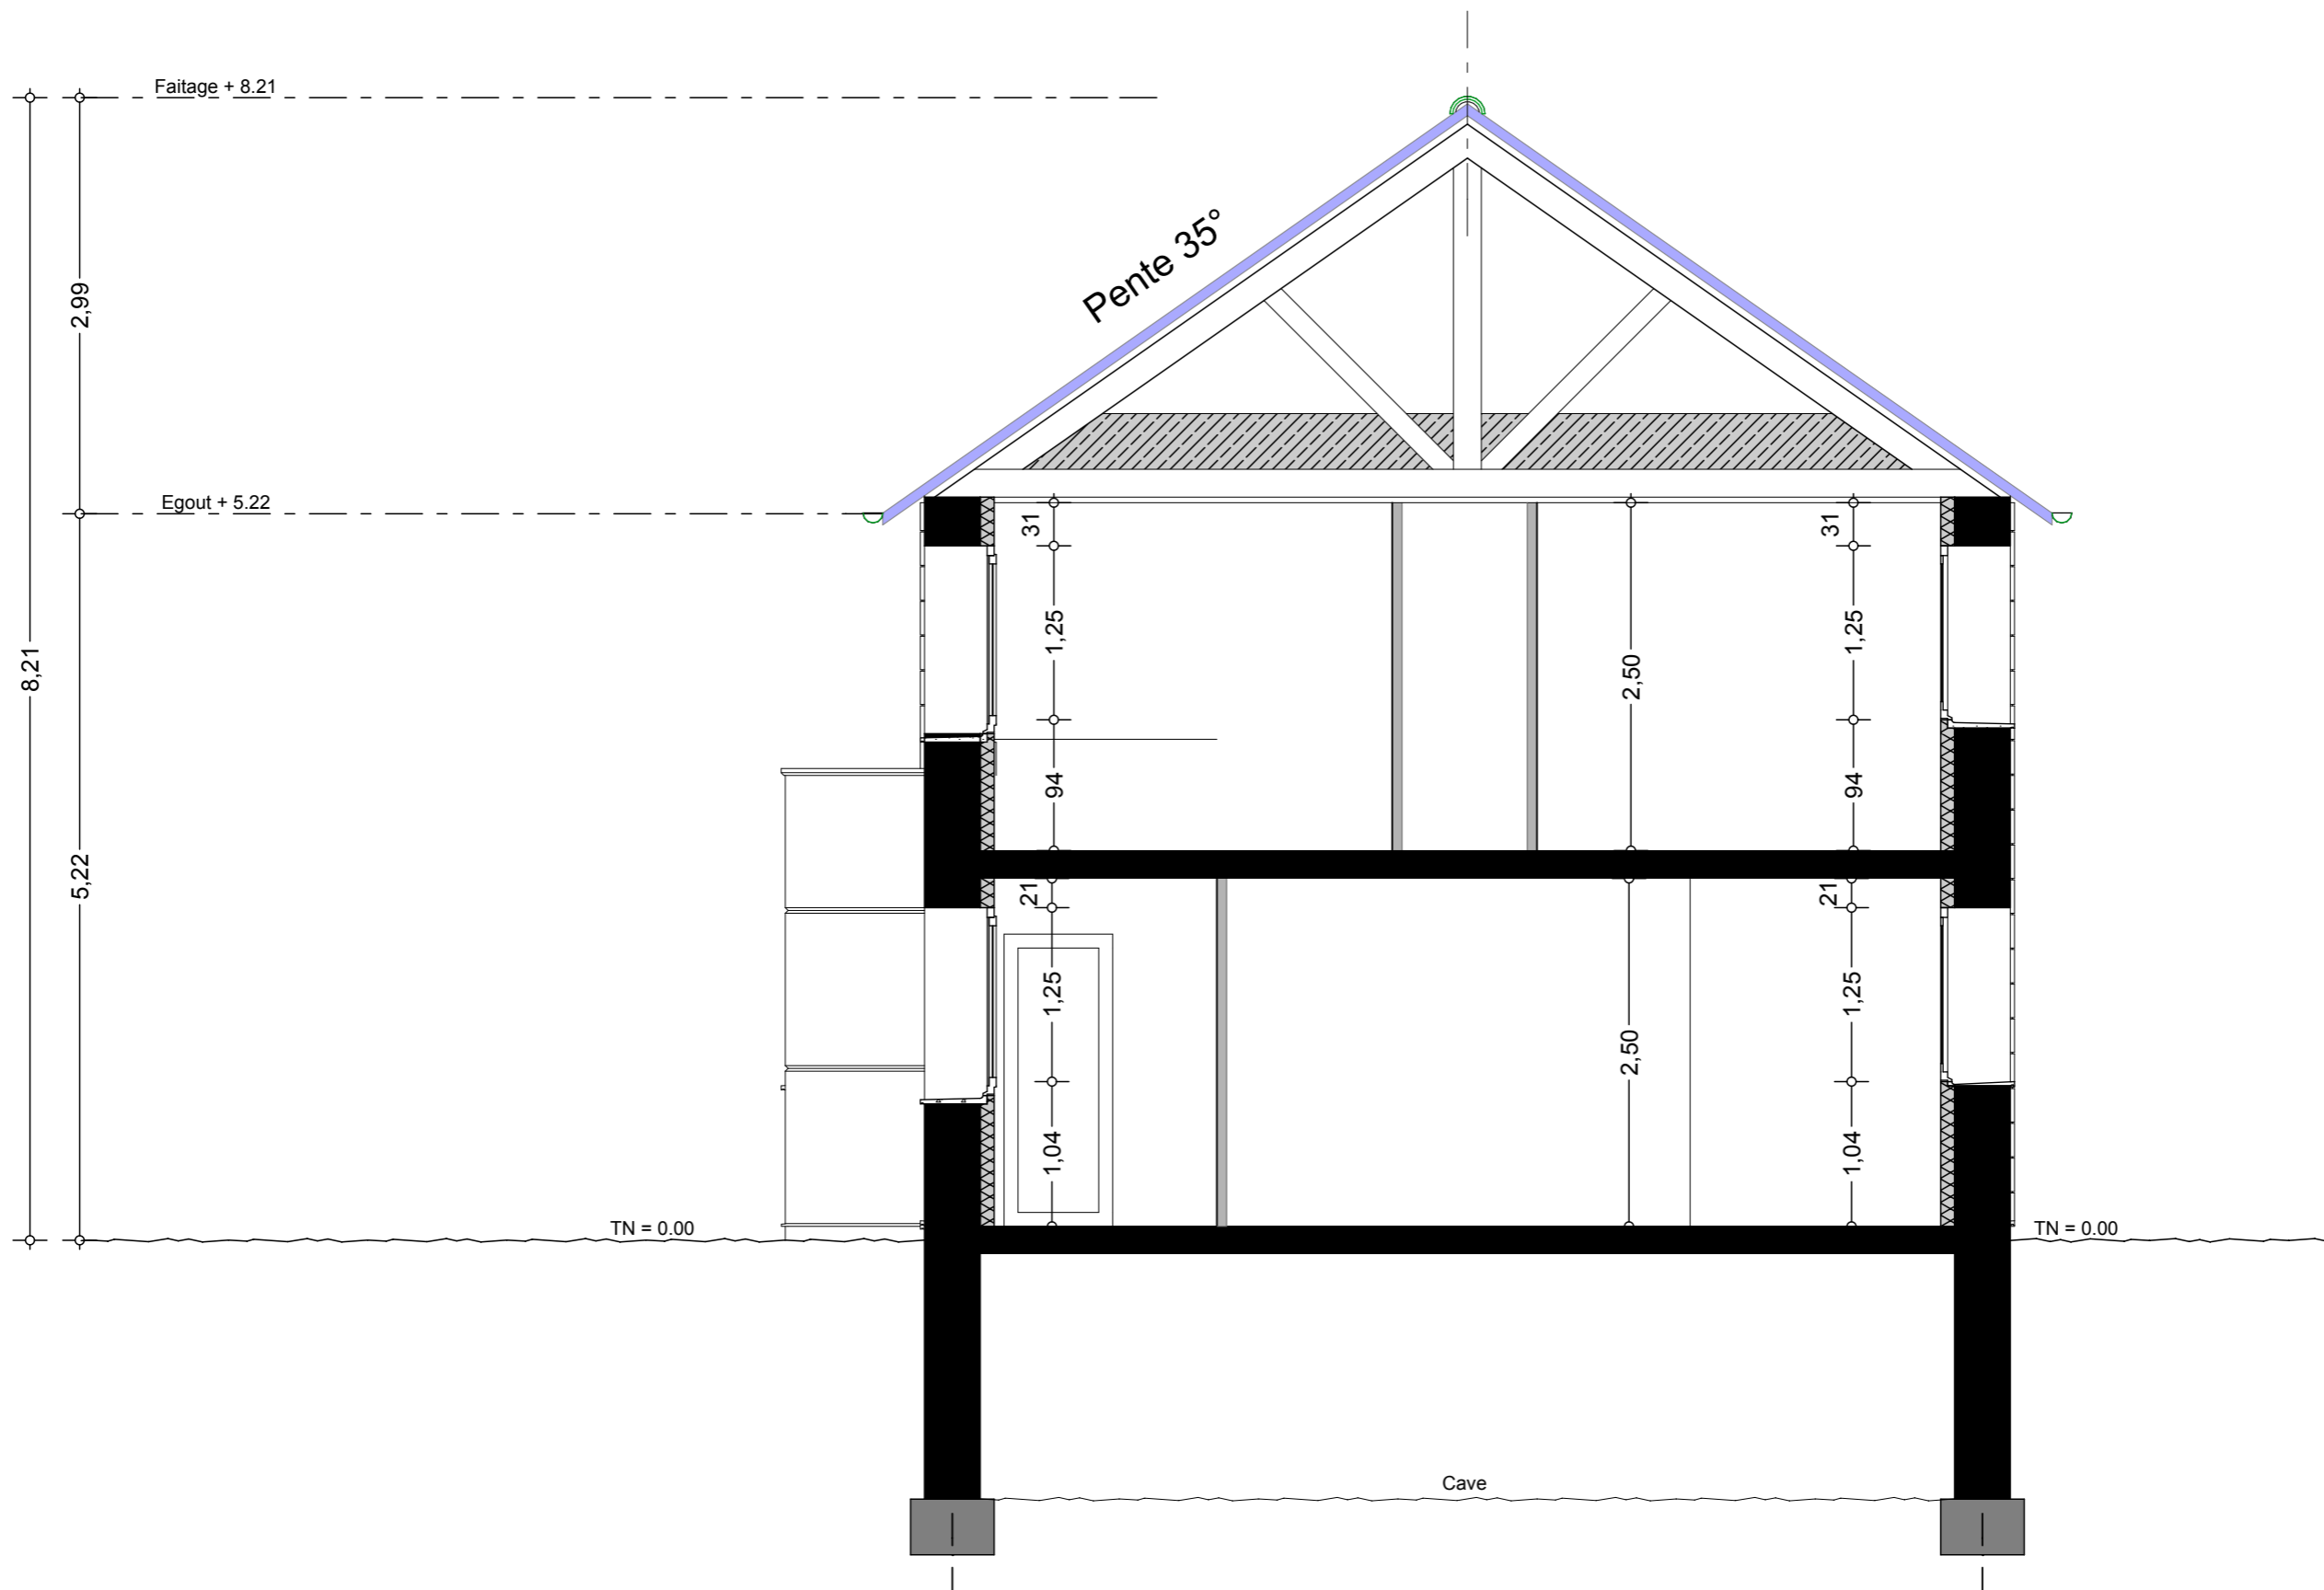 Faitage + 8.21
Pente 35°
2,99
Egout + 5.22
8,21
5,22
31
31
1,25
2,50
1,25
94
94
21
21
1,25
2,50
1,25
1,04
1,04
TN = 0.00
TN = 0.00
Cave